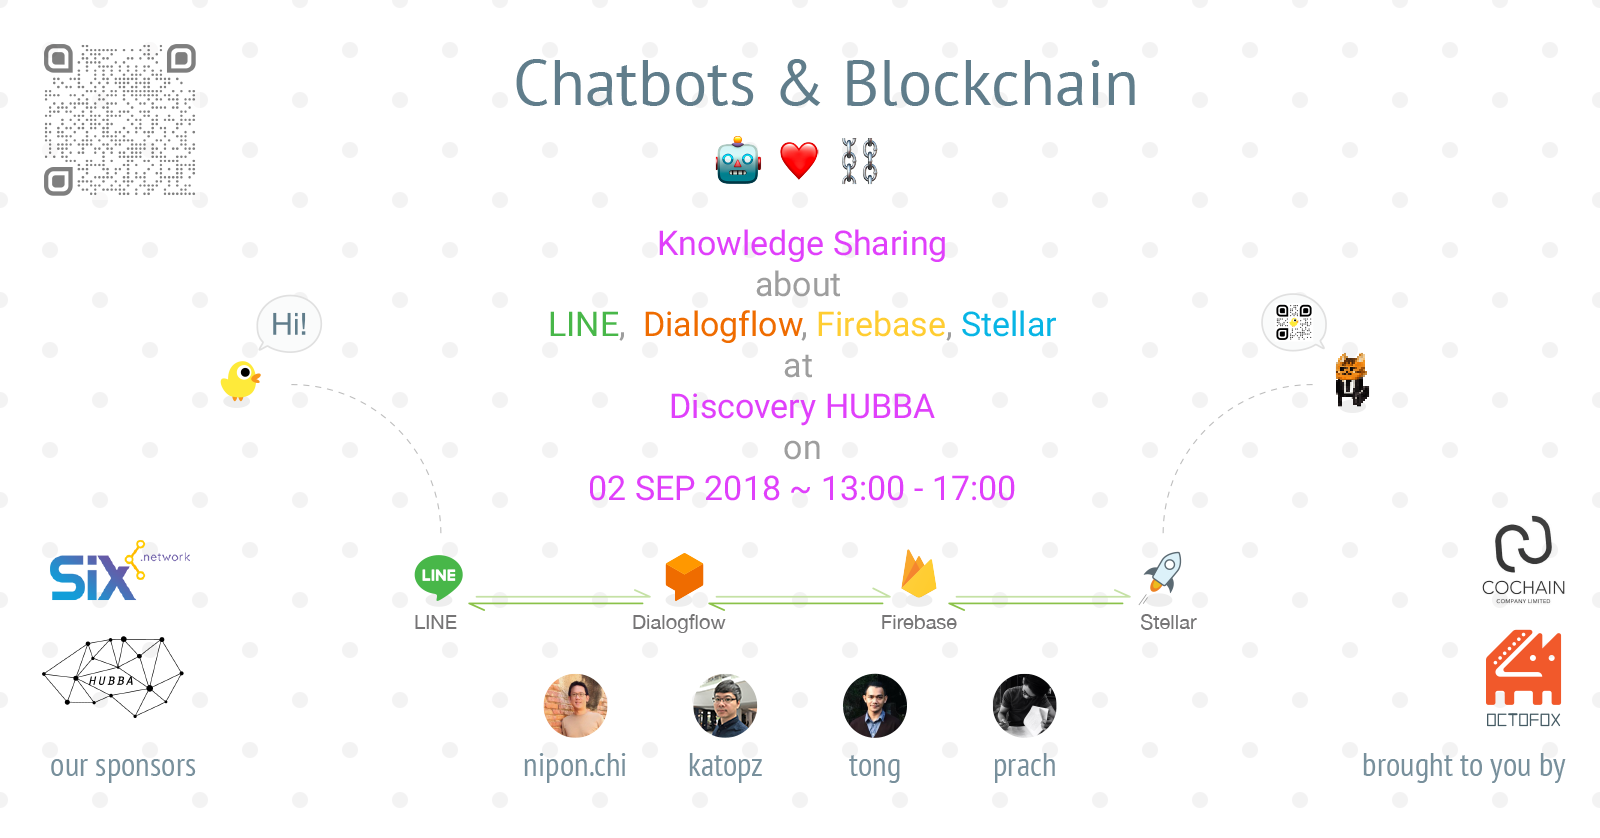 Chatbots & Blockchain
Knowledge Sharing
about
LINE, Dialogflow, Firebase, Stellar
at
Discovery HUBBA
on
02 SEP 2018 ~ 13:00 - 17:00
Hi!
SiX.network
HUBBA
our sponsors
LINE
LINE
Dialogflow
Firebase
Stellar
nipon.chi
katopz
tong
prach
COCHAIN
COMPANY LIMITED
OCTOFOX
brought to you by